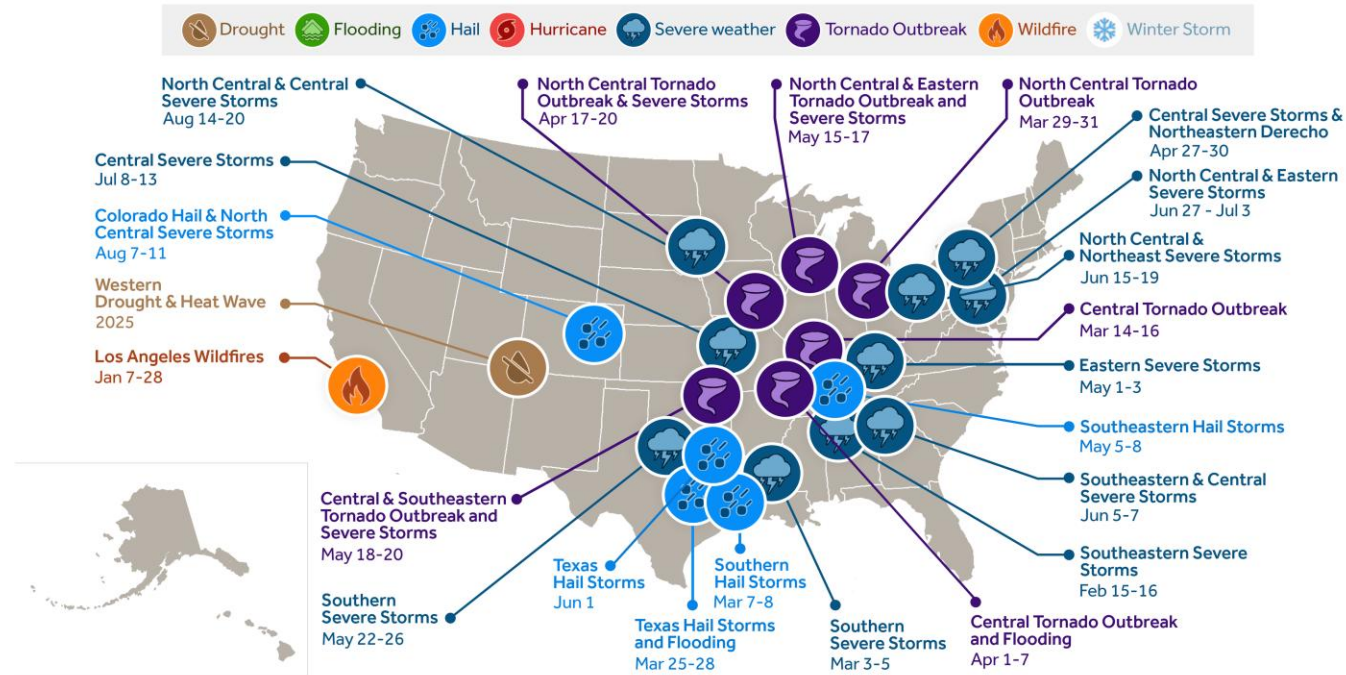 Drought Flooding Hail Hurricane Severe weather Tornado Outbreak Wildfire Winter Storm
North Central & Central
Severe Storms
Aug 14-20
North Central Tornado
Outbreak & Severe Storms
Apr 17-20
North Central & Eastern
Tornado Outbreak and
Severe Storms
May 15-17
North Central Tornado
Outbreak
Mar 29-31
Central Severe Storms &
Northeastern Derecho
Apr 27-30
Central Severe Storms
Jul 8-13
North Central & Eastern
Severe Storms
Jun 27 - Jul 3
Colorado Hail & North
Central Severe Storms
Aug 7-11
North Central &
Northeast Severe Storms
Jun 15-19
Western
Drought & Heat Wave
2025
Central Tornado Outbreak
Mar 14-16
Los Angeles Wildfires
Jan 7-28
Eastern Severe Storms
May 1-3
Southeastern Hail Storms
May 5-8
Southeastern & Central
Severe Storms
Jun 5-7
Central & Southeastern
Tornado Outbreak and
Severe Storms
May 18-20
Southeastern Severe
Storms
Feb 15-16
Texas
Hail Storms
Jun 1
Southern
Hail Storms
Mar 7-8
Southern
Severe Storms
May 22-26
Texas Hail Storms
and Flooding
Mar 25-28
Southern
Severe Storms
Mar 3-5
Central Tornado Outbreak
and Flooding
Apr 1-7